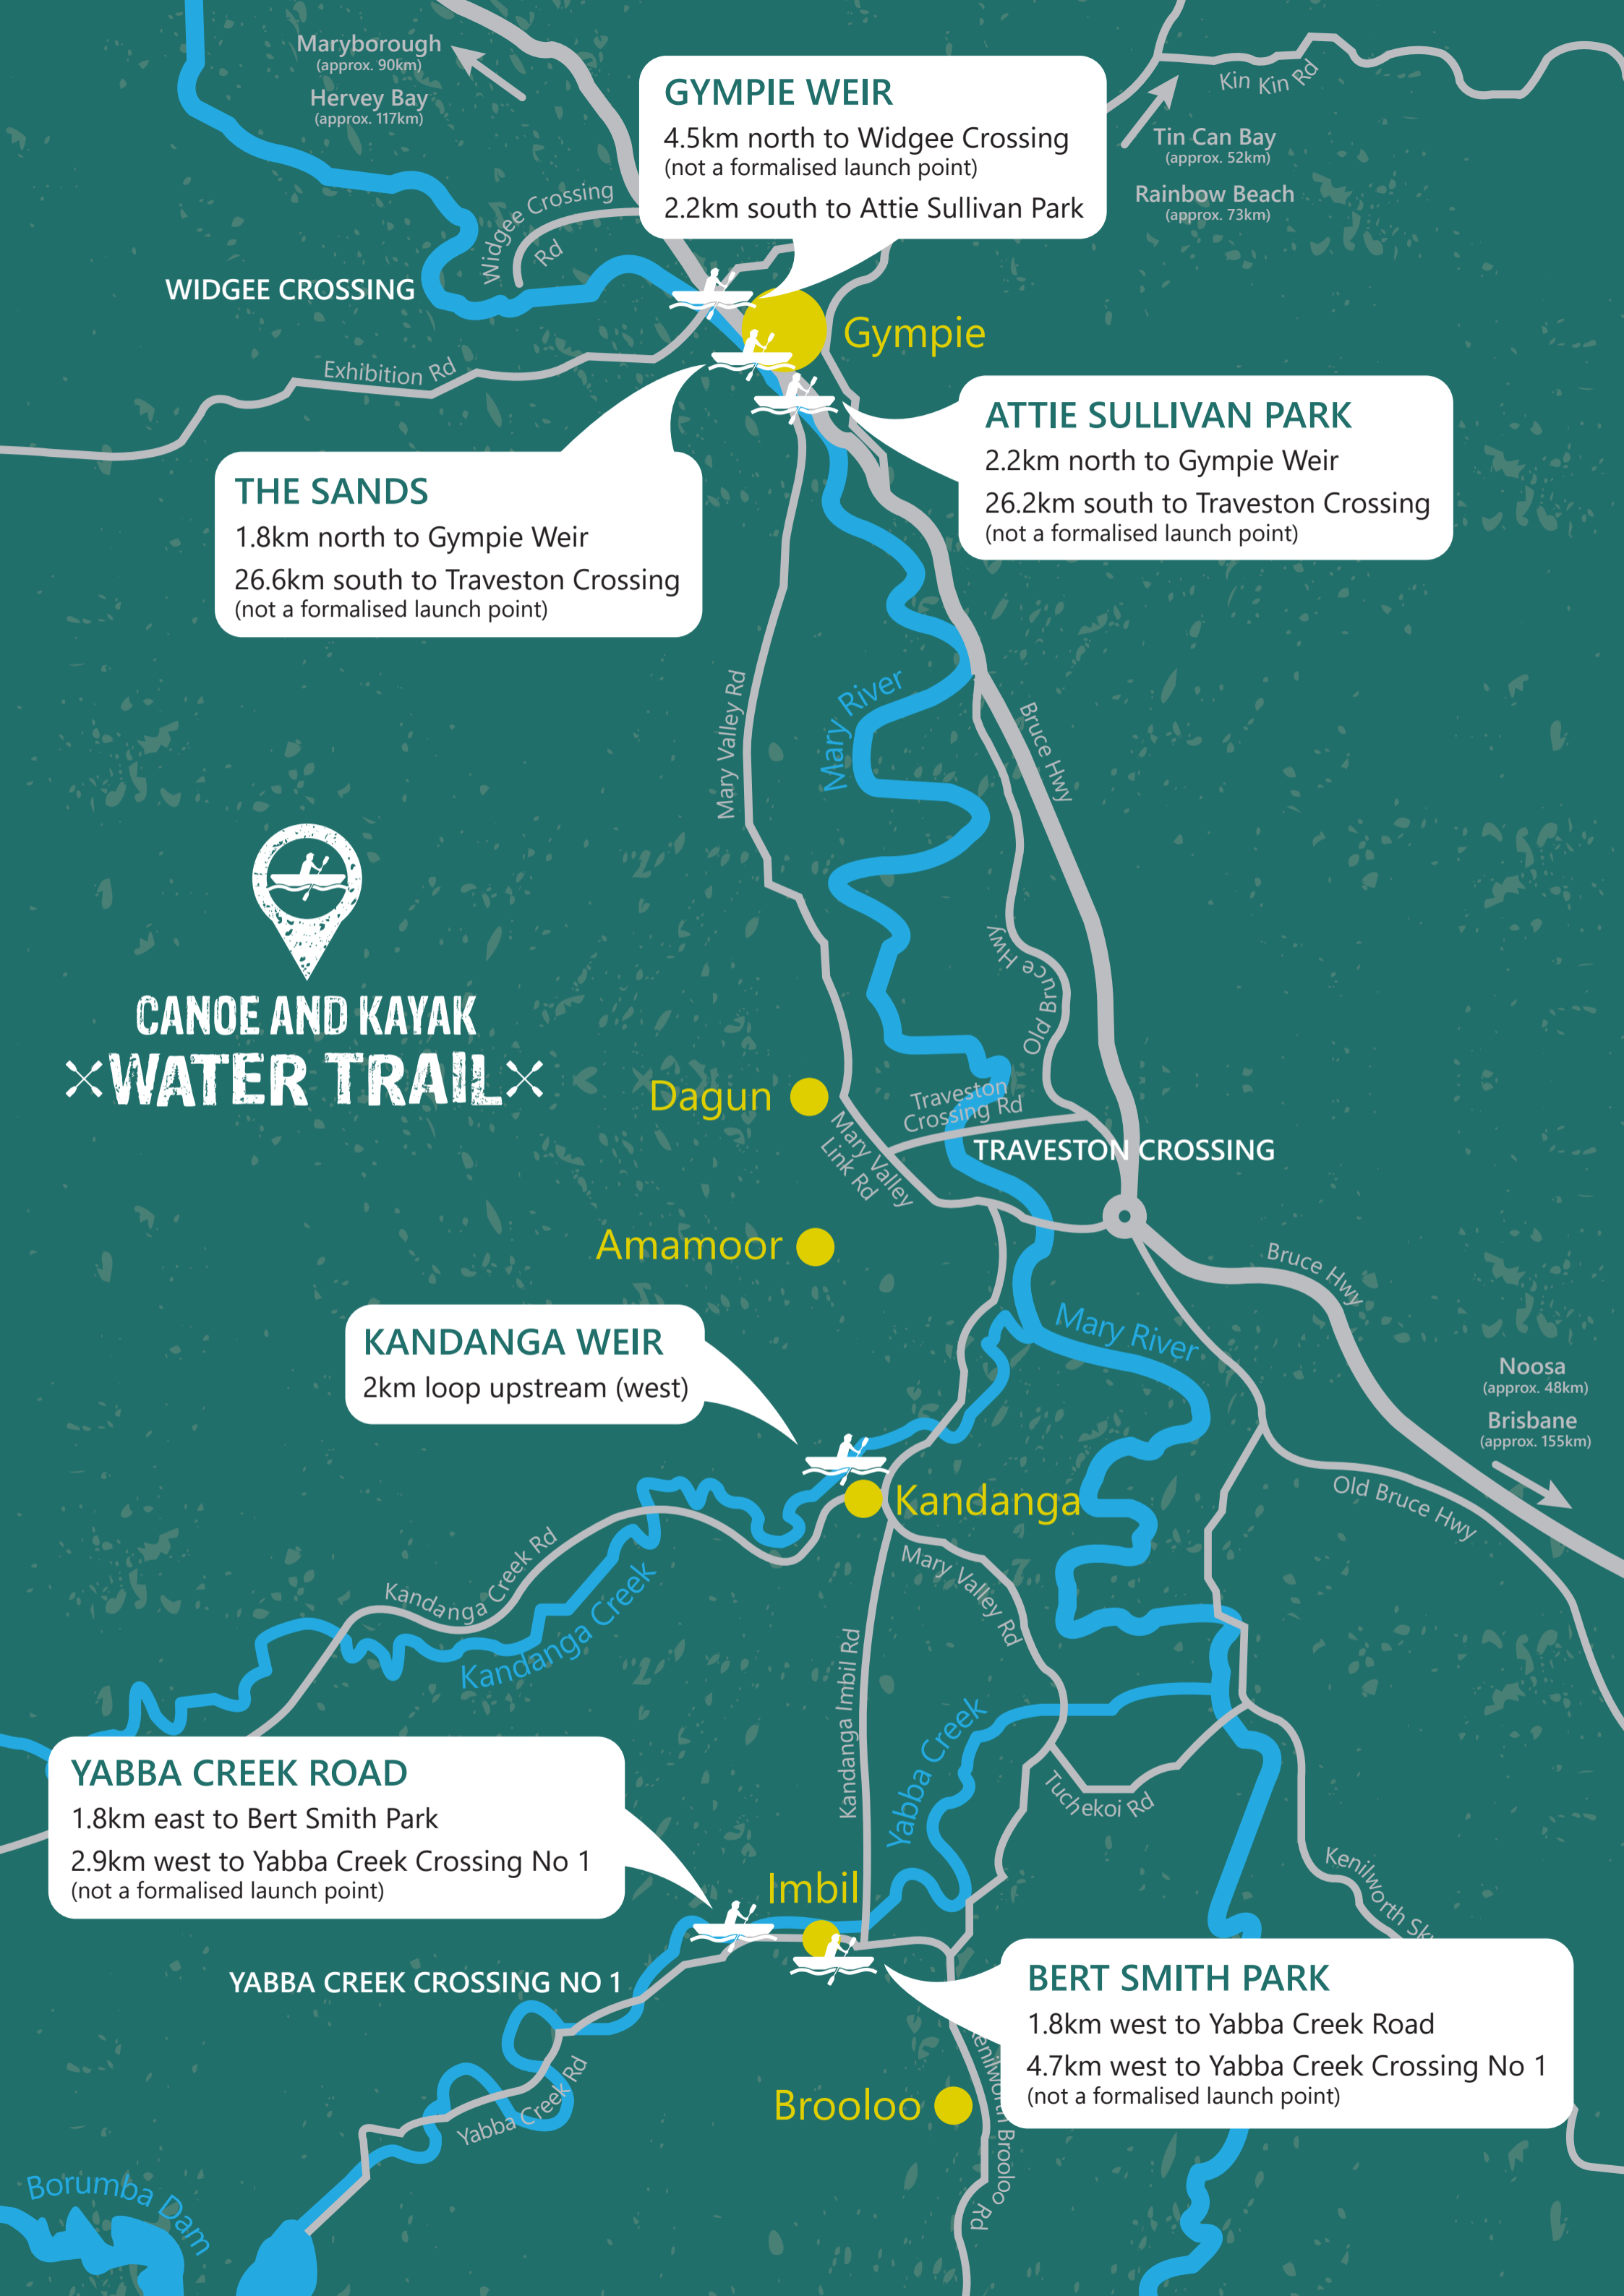 Maryborough
(approx. 90km)
Hervey Bay
(approx. 117km)
GYMPIE WEIR
4.5km north to Widgee Crossing
(not a formalised launch point)
2.2km south to Attie Sullivan Park
Kin Kin Rd
Tin Can Bay
(approx. 52km)
Rainbow Beach
(approx. 73km)
Widgee Crossing
Rd
WIDGEE CROSSING
Gympie
Exhibition Rd
ATTIE SULLIVAN PARK
2.2km north to Gympie Weir
26.2km south to Traveston Crossing
(not a formalised launch point)
THE SANDS
1.8km north to Gympie Weir
26.6km south to Traveston Crossing
(not a formalised launch point)
Mary Valley Rd
Mary River
Bruce Hwy
CANOE AND KAYAK
WATER TRAIL
Old Bruce Hwy
Dagun
Traveston
Crossing Rd
Mary Valley
Link Rd
TRAVESTON CROSSING
Amamoor
Bruce Hwy
KANDANGA WEIR
2km loop upstream (west)
Mary River
Noosa
(approx. 48km)
Brisbane
(approx. 155km)
Kandanga
Old Bruce Hwy
Kandanga Creek Rd
Kandanga Creek
Mary Valley Rd
Kandanga Imbil Rd
Yabba Creek
YABBA CREEK ROAD
1.8km east to Bert Smith Park
2.9km west to Yabba Creek Crossing No 1
(not a formalised launch point)
Tuchekoi Rd
Kenilworth
Imbil
YABBA CREEK CROSSING NO 1
BERT SMITH PARK
1.8km west to Yabba Creek Road
4.7km west to Yabba Creek Crossing No 1
(not a formalised launch point)
Yabba Creek Rd
Brooloo
Brooloo Rd
Borumba Dam